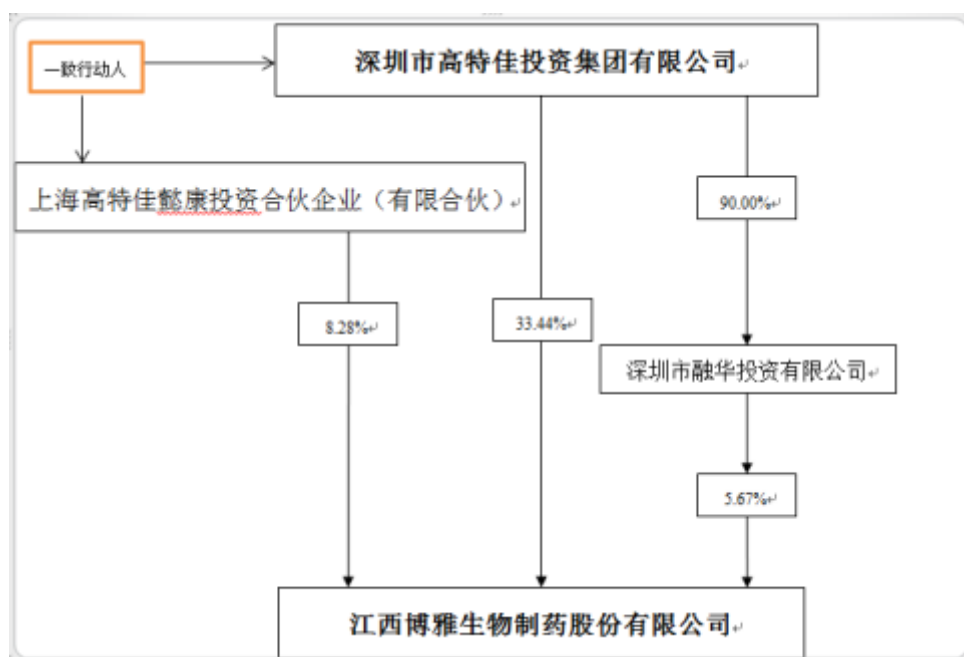 一致行动人
深圳市高特佳投资集团有限公司
上海高特佳懿康投资合伙企业（有限合伙）
90.00%
8.28%
33.44%
深圳市融华投资有限公司
5.67%
江西博雅生物制药股份有限公司